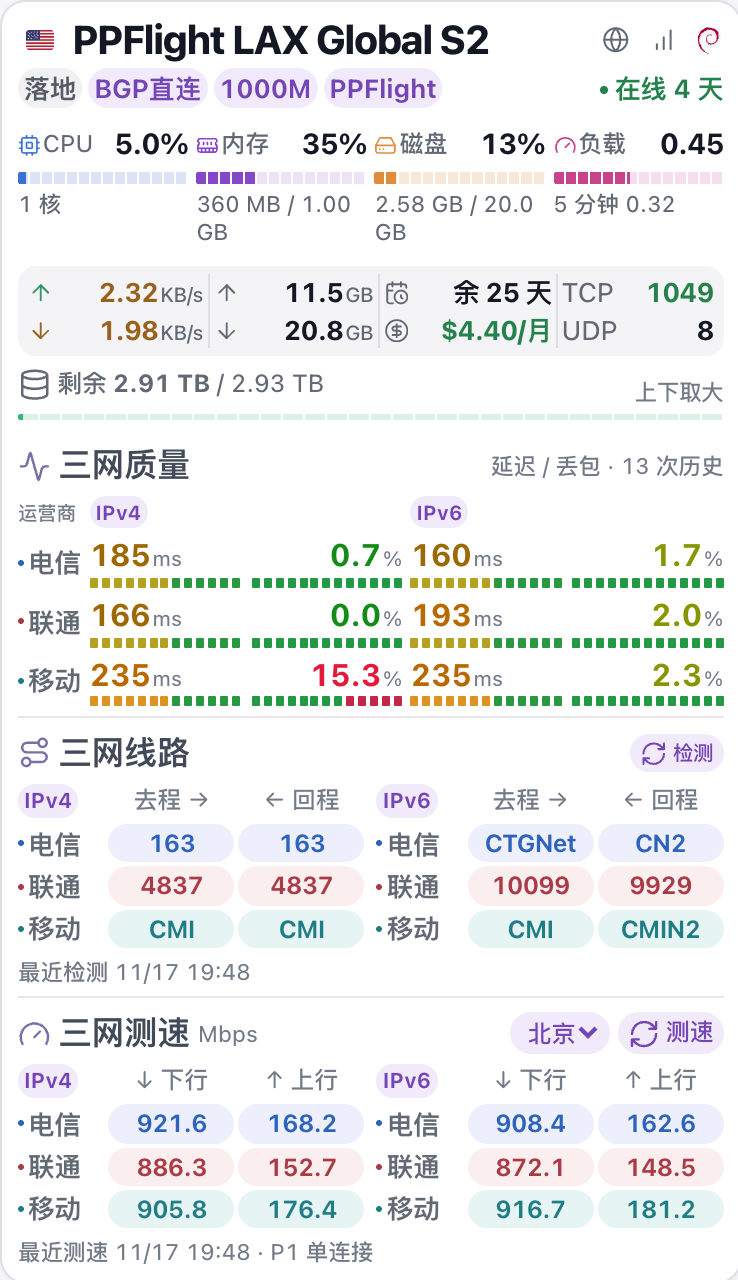 PPFlight LAX Global S2
落地 BGP直连 1000M PPFlight • 在线 4 天
CPU 5.0% 内存 35% 磁盘 13% 负载 0.45
1 核 360 MB / 1.00 GB 2.58 GB / 20.0 GB 5 分钟 0.32
↑ 2.32 KB/s ↑ 11.5 GB 余 25 天 TCP 1049
↓ 1.98 KB/s ↓ 20.8 GB $4.40/月 UDP 8
剩余 2.91 TB / 2.93 TB 上下取大
三网质量 延迟 / 丢包 · 13 次历史
运营商 IPv4 IPv6
•电信 185 ms 0.7 % 160 ms 1.7 %
•联通 166 ms 0.0 % 193 ms 2.0 %
•移动 235 ms 15.3 % 235 ms 2.3 %
三网线路 检测
IPv4 去程 → ← 回程 IPv6 去程 → ← 回程
•电信 163 163 •电信 CTGNet CN2
•联通 4837 4837 •联通 10099 9929
•移动 CMI CMI •移动 CMI CMIN2
最近检测 11/17 19:48
三网测速 Mbps 北京 测速
IPv4 ↓ 下行 ↑ 上行 IPv6 ↓ 下行 ↑ 上行
•电信 921.6 168.2 •电信 908.4 162.6
•联通 886.3 152.7 •联通 872.1 148.5
•移动 905.8 176.4 •移动 916.7 181.2
最近测速 11/17 19:48 · P1 单连接